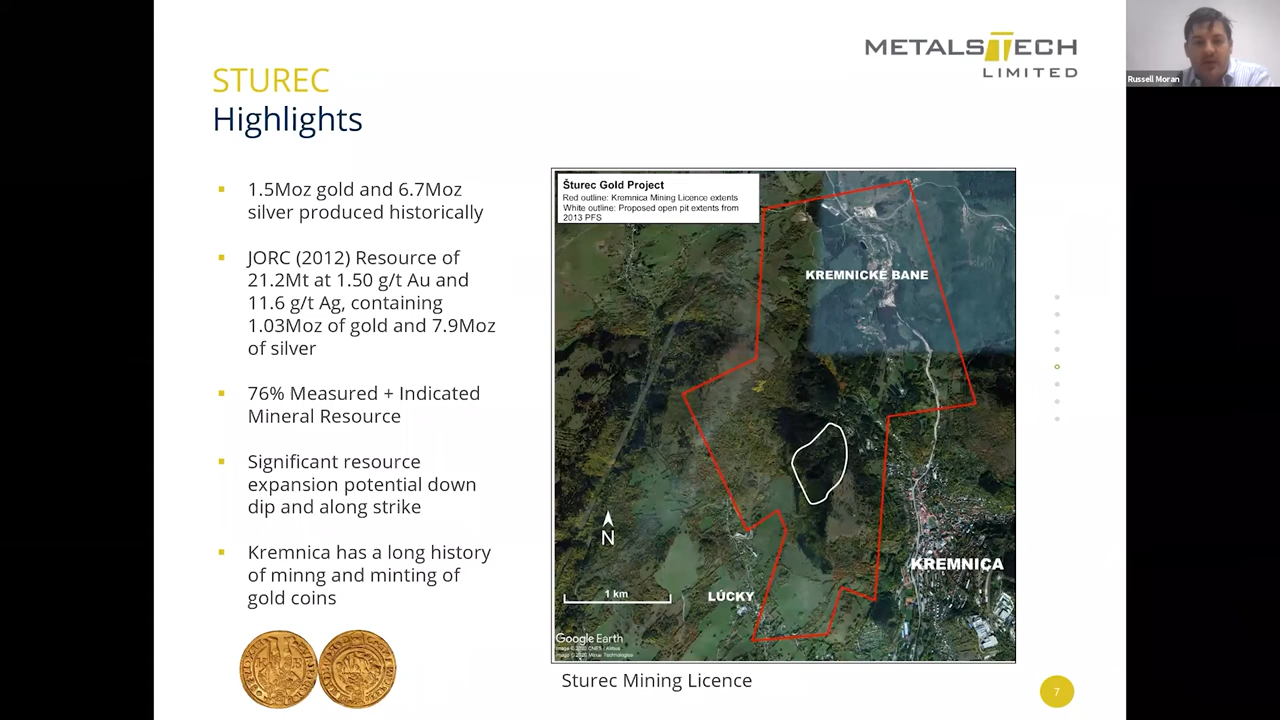 METALSTECH
LIMITED
Russell Moran
STUREC
Highlights
1.5Moz gold and 6.7Moz
silver produced historically
JORC (2012) Resource of
21.2Mt at 1.50 g/t Au and
11.6 g/t Ag, containing
1.03Moz of gold and 7.9Moz
of silver
76% Measured + Indicated
Mineral Resource
Significant resource
expansion potential down
dip and along strike
Kremnica has a long history
of minng and minting of
gold coins
Šturec Gold Project
Red outline: Kremnica Mining Licence extents
White outline: Proposed open pit extents from
2013 PFS
KREMNICKÉ BANE
N
1 km
LÚCKY
KREMNICA
Google Earth
Sturec Mining Licence
7